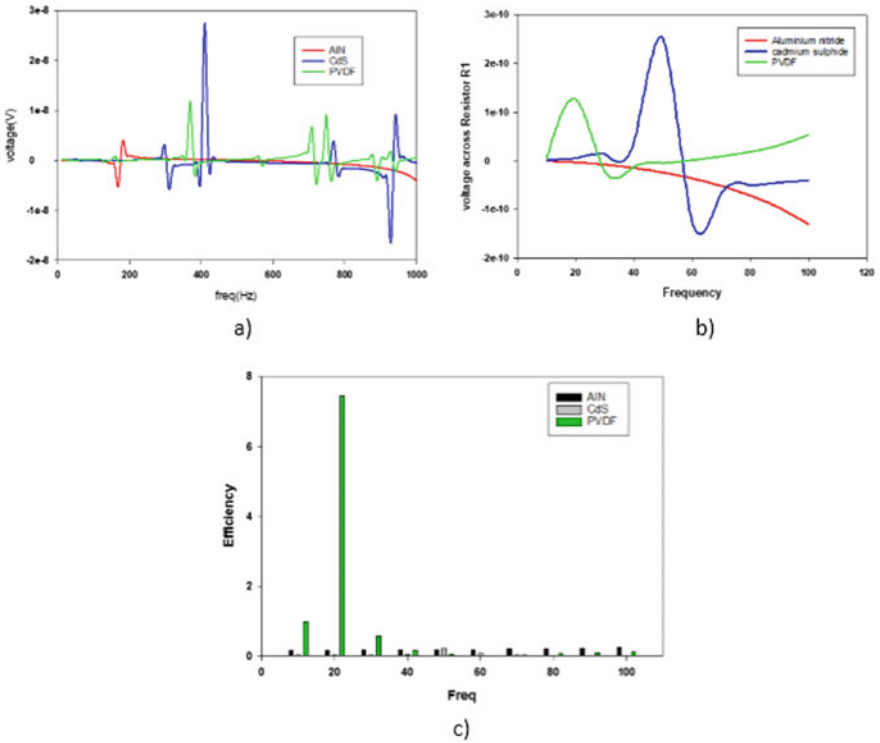 3e-8
2e-8
1e-8
0
-1e-8
-2e-8
voltage(V)
AlN
CdS
PVDF
0 200 400 600 800 1000
freq(Hz)
a)
3e-10
2e-10
1e-10
0
-1e-10
-2e-10
voltage across Resistor R1
Aluminium nitride
cadmium sulphide
PVDF
0 20 40 60 80 100 120
Frequency
b)
8
6
4
2
0
Efficiency
AlN
CdS
PVDF
0 20 40 60 80 100
Freq
c)